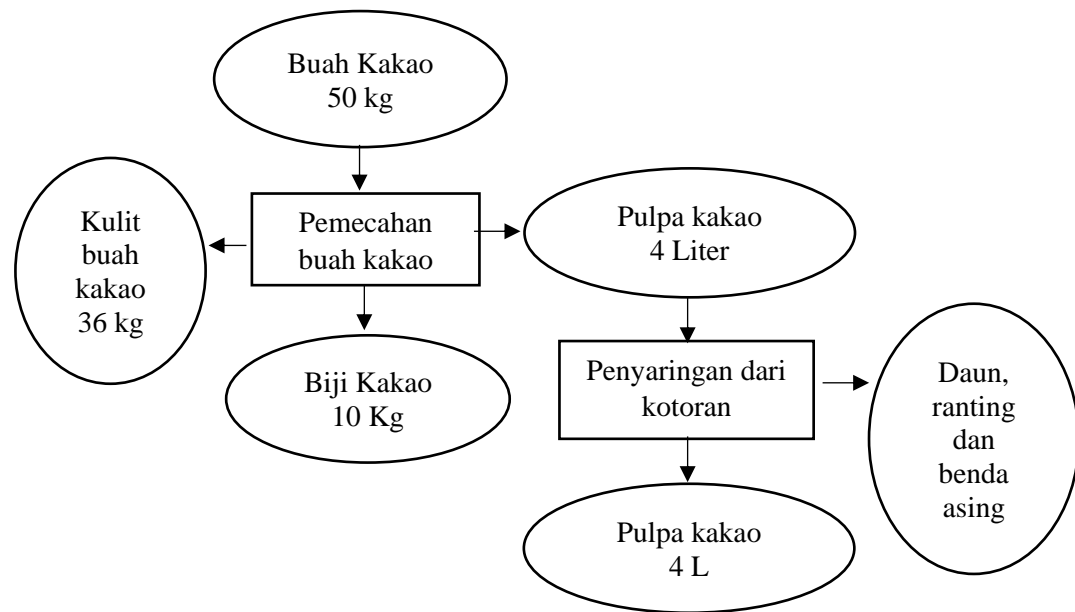 Buah Kakao
50 kg
Kulit
buah
kakao
36 kg
Pemecahan
buah kakao
Pulpa kakao
4 Liter
Biji Kakao
10 Kg
Penyaringan dari
kotoran
Daun,
ranting
dan
benda
asing
Pulpa kakao
4 L